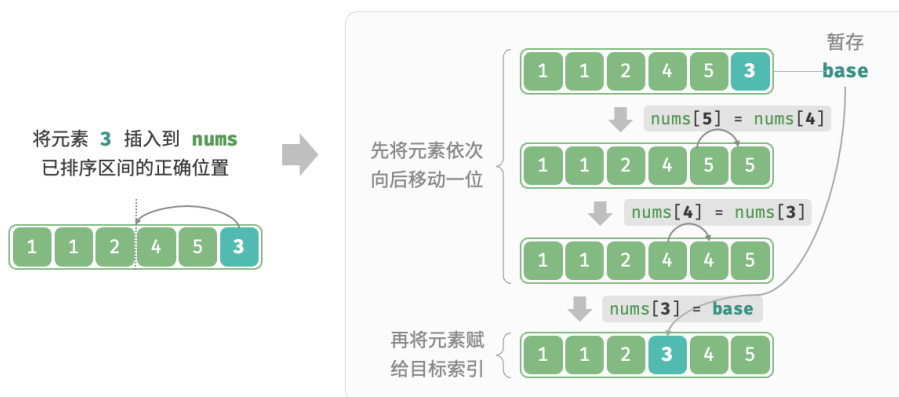 将元素 3 插入到 nums
已排序区间的正确位置
1 1 2 4 5 3
暂存
base
1 1 2 4 5 3
nums[5] = nums[4]
先将元素依次
向后移动一位
1 1 2 4 5 5
nums[4] = nums[3]
1 1 2 4 4 5
nums[3] = base
再将元素赋
给目标索引
1 1 2 3 4 5